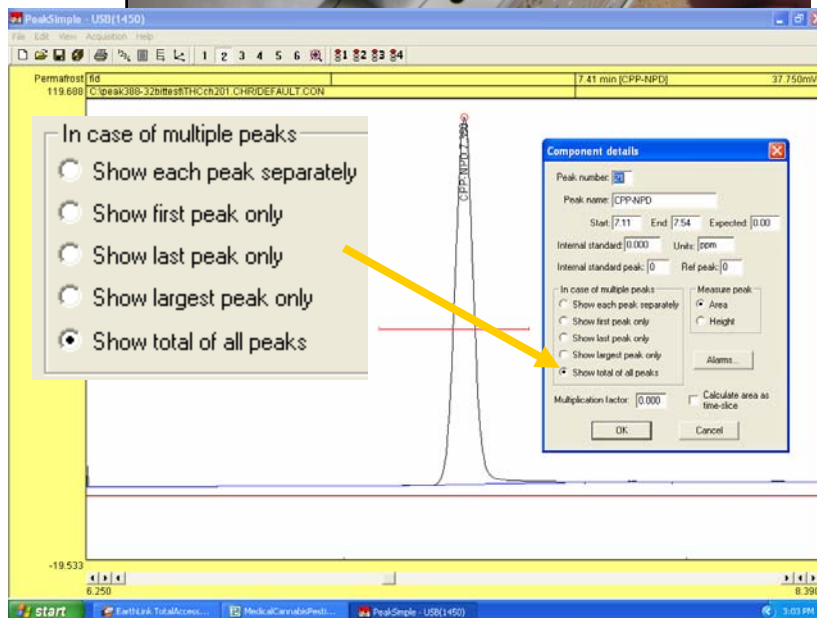 PeakSimple - USB(1450)
File Edit View Acquisition Help
1 2 3 4 5 6 1 2 3 4
Permafrost fid 7.41 min [CPP-NPD] 37.750mV
119.688 C:\peak388-32bittest\THCch201.CHR/DEFAULT.CON
In case of multiple peaks
Show each peak separately
Show first peak only
Show last peak only
Show largest peak only
Show total of all peaks
CPP-NPD
Component details
Peak number:
Peak name: CPP-NPD
Start: 7.11 End: 7.54 Expected: 0.00
Internal standard: 0.000 Units: ppm
Internal standard peak: 0 Ref peak: 0
In case of multiple peaks Measure peak
Show each peak separately Area
Show first peak only Height
Show last peak only
Show largest peak only Alarms...
Show total of all peaks
Multiplication factor: 0.000 Calculate area as
time-slice
OK Cancel
-19.533
6.250 8.390
start EarthLink TotalAccess... MedicalCannabisPesti... PeakSimple - USB(1450) 3:03 PM